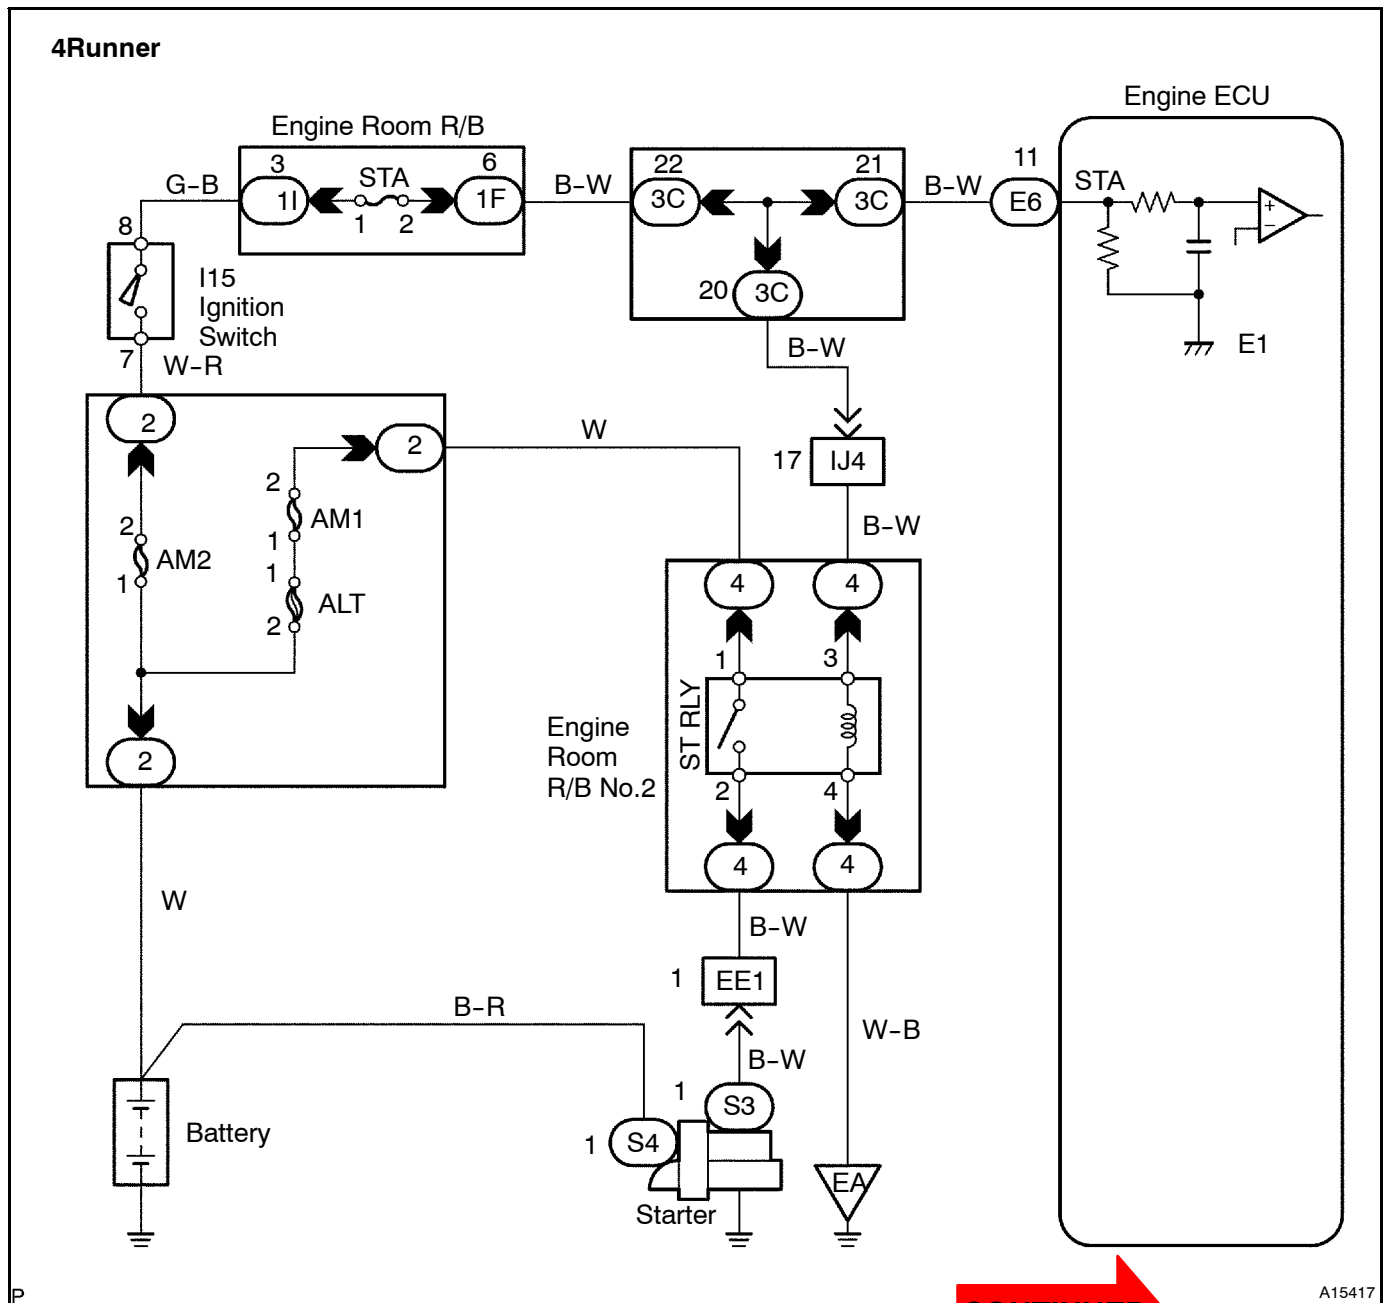 4Runner
Engine ECU
Engine Room R/B
3
6
22
21
11
G-B
1I
STA
1F
B-W
3C
3C
B-W
E6
STA
1
2
+
-
8
20
3C
I15
Ignition
Switch
7
W-R
B-W
E1
2
2
W
17
IJ4
2
AM1
1
2
AM2
1
B-W
1
ALT
2
4
4
1
3
ST RLY
Engine
Room
R/B No.2
2
2
4
4
4
W
B-W
1
EE1
B-R
W-B
B-W
1
S3
Battery
1
S4
EA
Starter
P
A15417